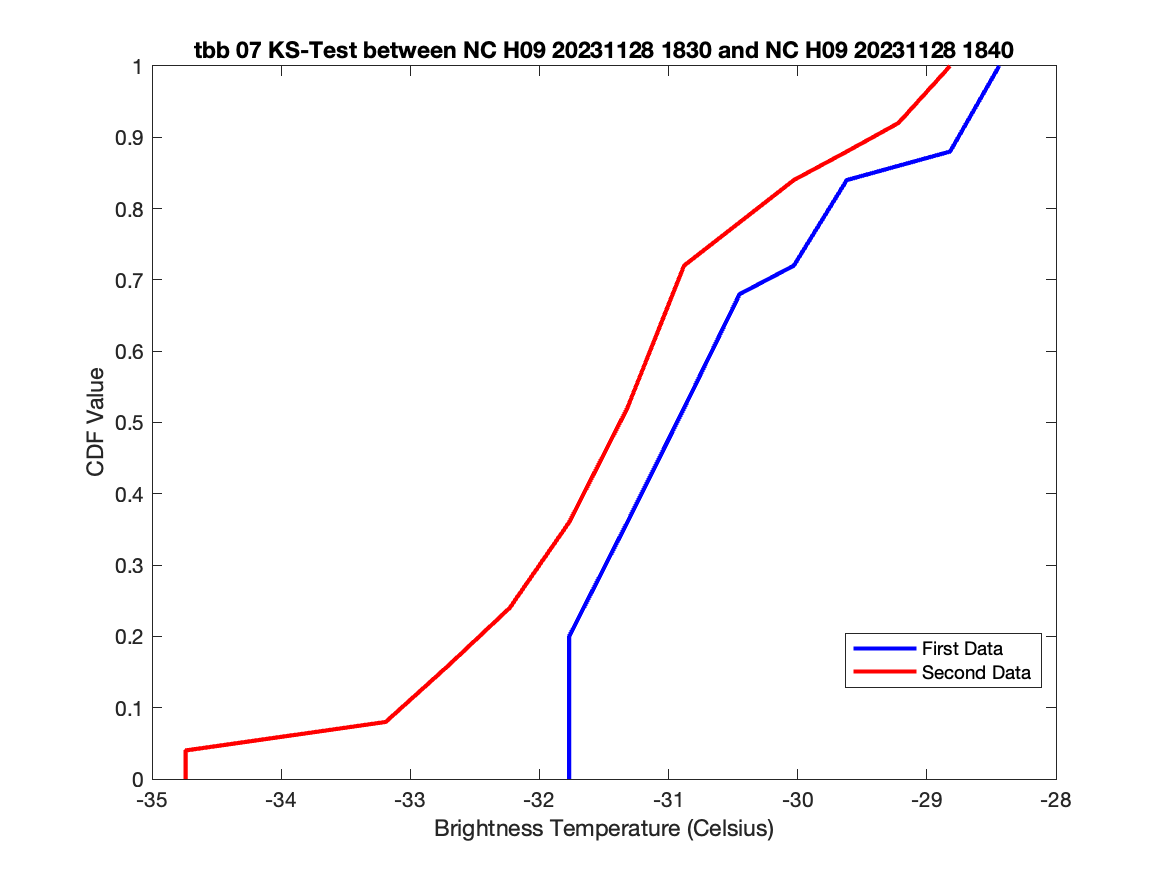 tbb 07 KS-Test between NC H09 20231128 1830 and NC H09 20231128 1840
1
0.9
0.8
0.7
0.6
0.5
0.4
0.3
0.2
0.1
0
CDF Value
First Data
Second Data
-35 -34 -33 -32 -31 -30 -29 -28
Brightness Temperature (Celsius)